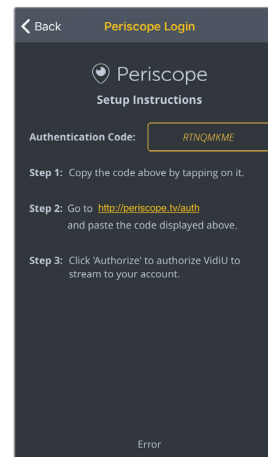 Back Periscope Login
Periscope
Setup Instructions
Authentication Code: RTNQMKME
Step 1: Copy the code above by tapping on it.
Step 2: Go to http://periscope.tv/auth
and paste the code displayed above.
Step 3: Click 'Authorize' to authorize VidiU to
stream to your account.
Error